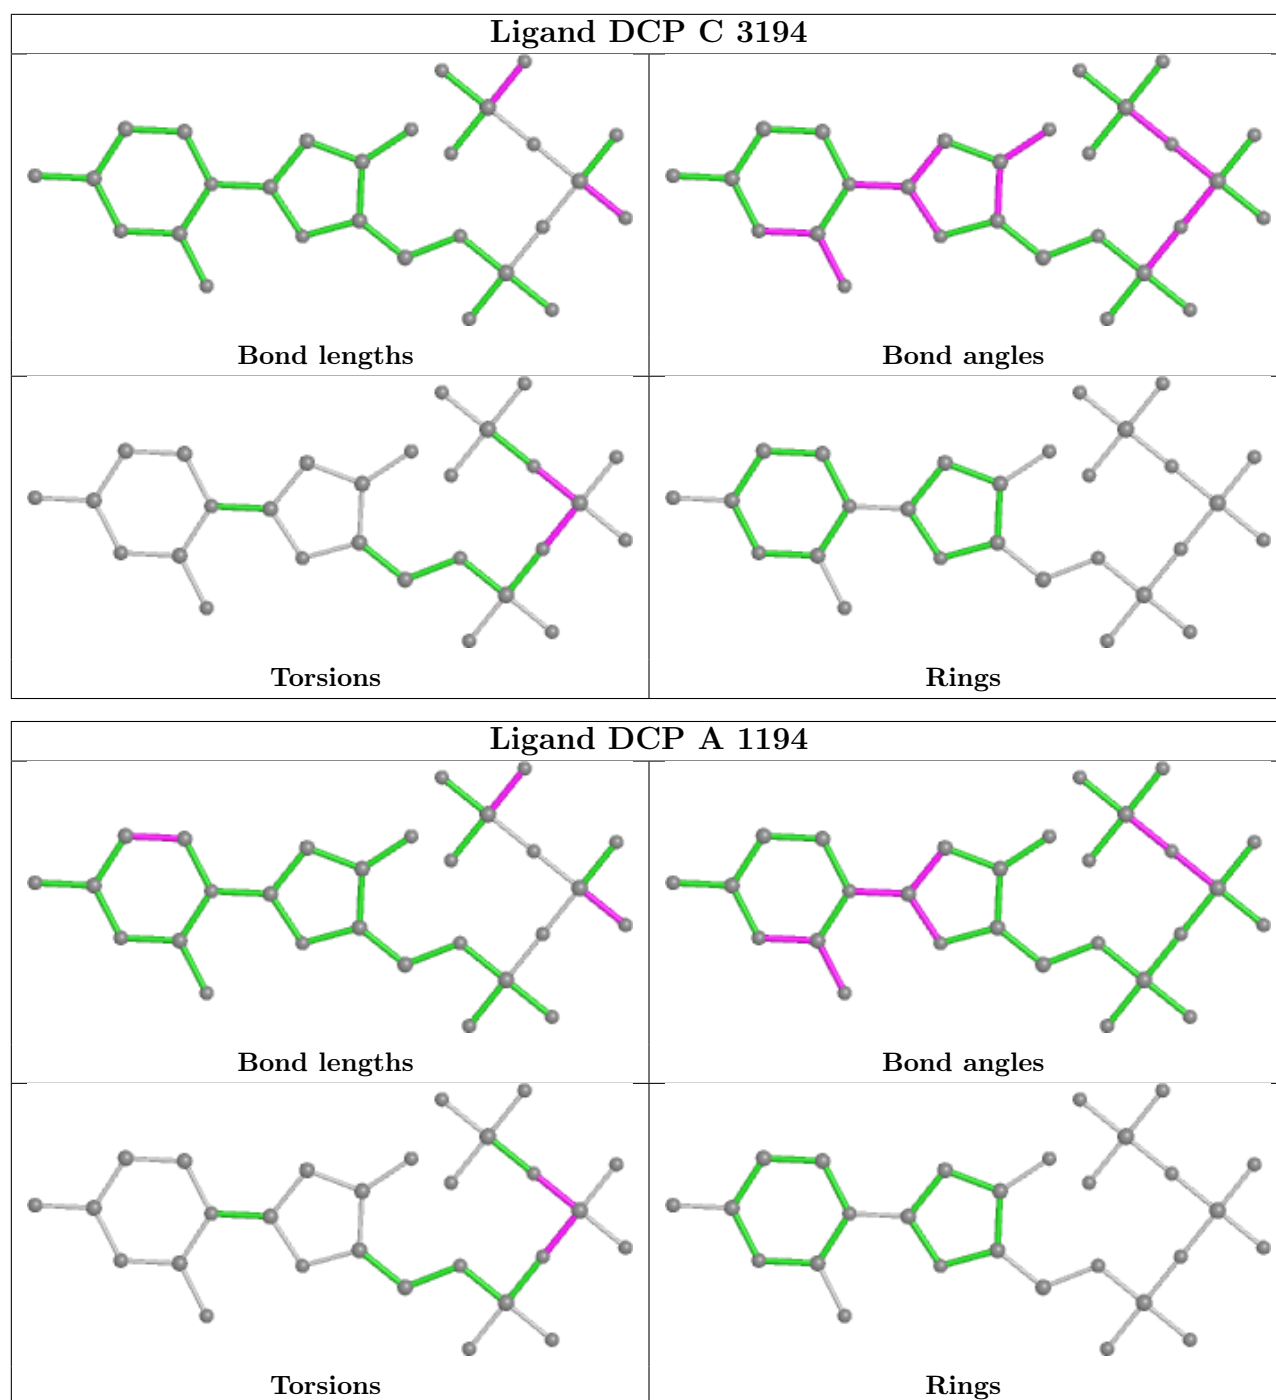 Ligand DCP C 3194
Bond lengths
Bond angles
Torsions
Rings
Ligand DCP A 1194
Bond lengths
Bond angles
Torsions
Rings